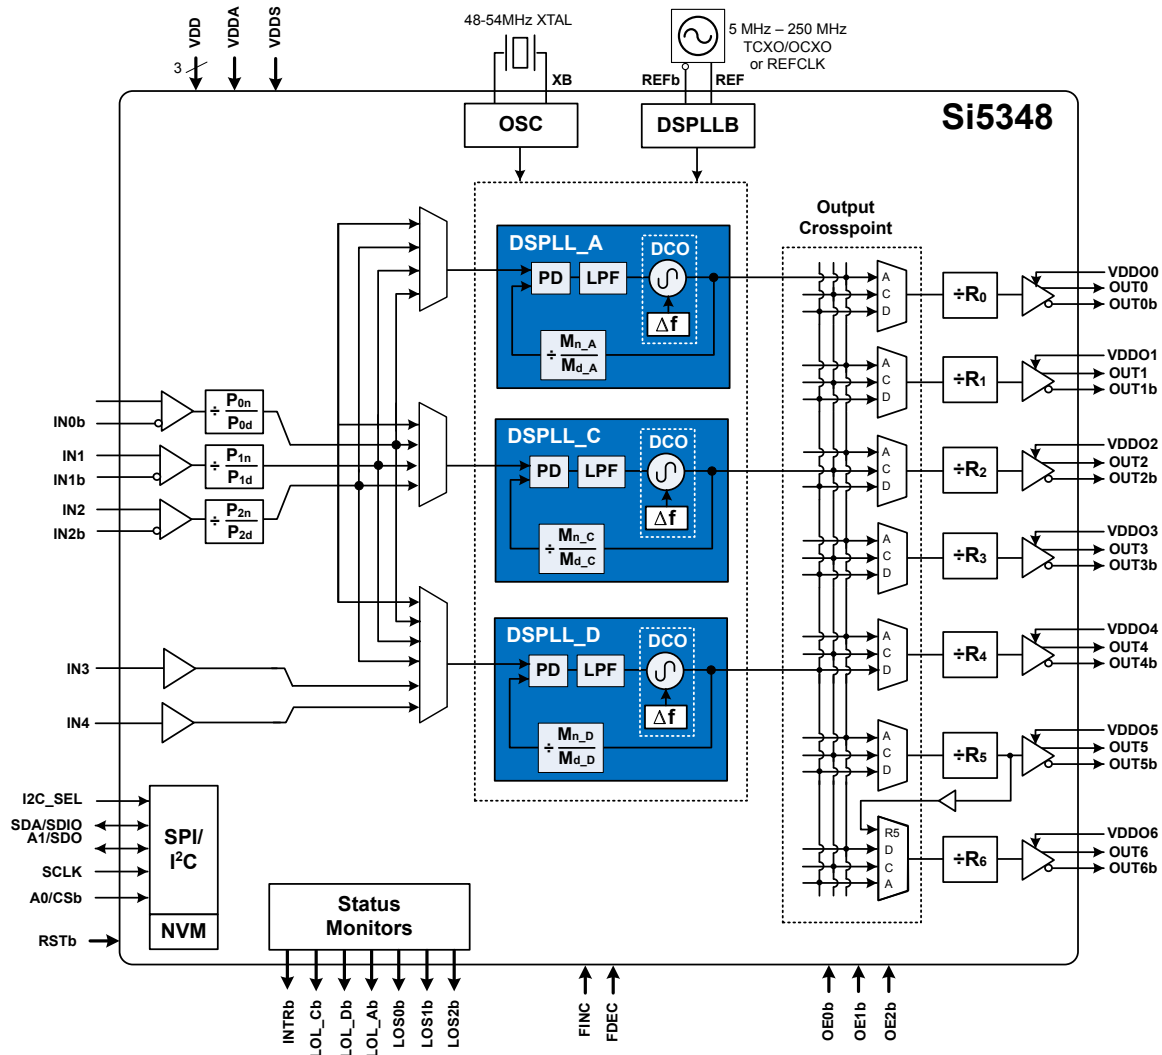 48-54MHz XTAL
XB
5 MHz – 250 MHz
TCXO/OCXO
or REFCLK
REFb
REF
VDD
3
VDDA
VDDS
Si5348
OSC
DSPLLB
Output
Crosspoint
DSPLL_A
DCO
PD
LPF
Δf
÷ Mn_A
Md_A
DSPLL_C
DCO
PD
LPF
Δf
÷ Mn_C
Md_C
DSPLL_D
DCO
PD
LPF
Δf
÷ Mn_D
Md_D
IN0b
÷ P0n
P0d
IN1
IN1b
÷ P1n
P1d
IN2
IN2b
÷ P2n
P2d
IN3
IN4
A
C
D
÷R0
VDDO0
OUT0
OUT0b
A
C
D
÷R1
VDDO1
OUT1
OUT1b
A
C
D
÷R2
VDDO2
OUT2
OUT2b
A
C
D
÷R3
VDDO3
OUT3
OUT3b
A
C
D
÷R4
VDDO4
OUT4
OUT4b
A
C
D
÷R5
VDDO5
OUT5
OUT5b
R5
D
C
A
÷R6
VDDO6
OUT6
OUT6b
I2C_SEL
SDA/SDIO
A1/SDO
SCLK
A0/CSb
RSTb
SPI/
I²C
NVM
Status
Monitors
INTRb
LOL_Cb
LOL_Db
LOL_Ab
LOS0b
LOS1b
LOS2b
FINC
FDEC
OE0b
OE1b
OE2b